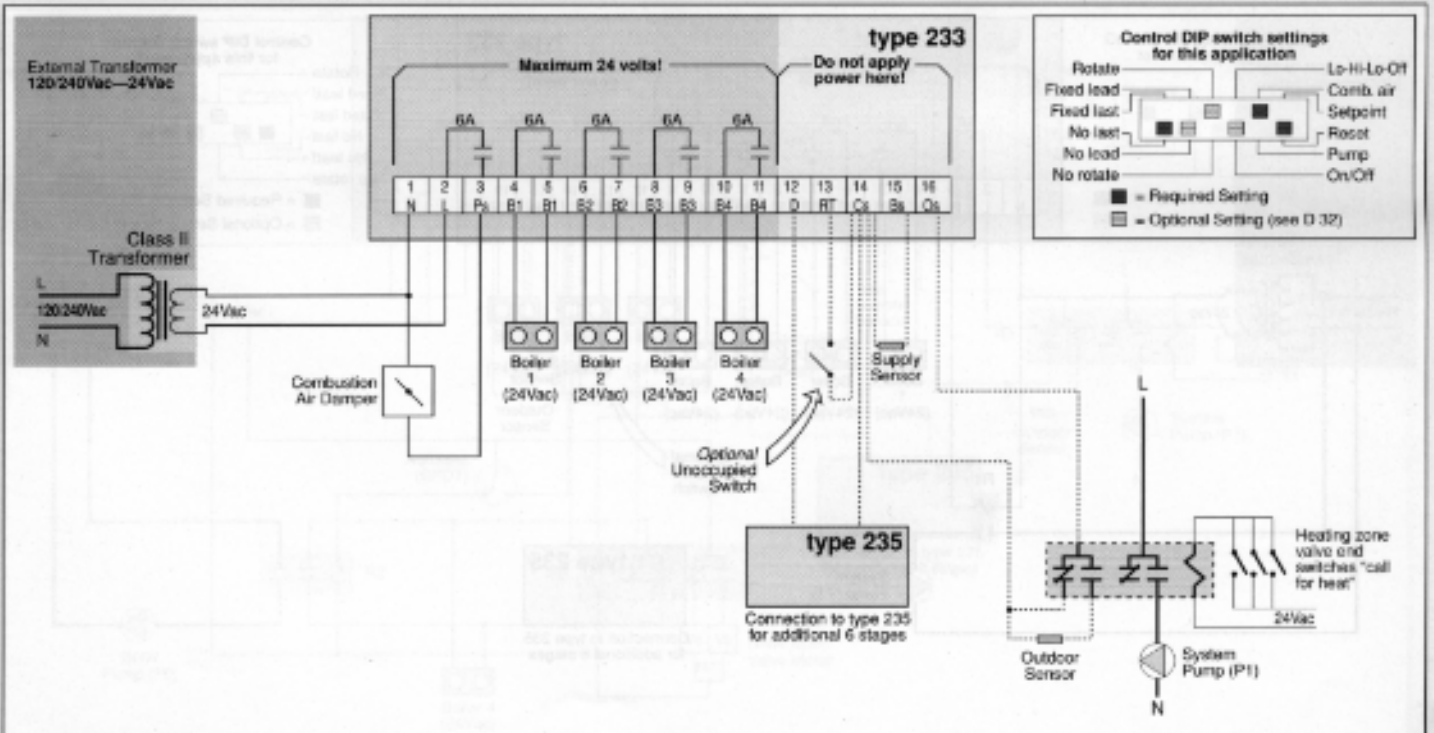 External Transformer
120/240Vac—24Vac
Class II
Transformer
L
120/240Vac
N
24Vac
type 233
Maximum 24 volts!
Do not apply
power here!
6A 6A 6A 6A 6A
1 2 3 4 5 6 7 8 9 10 11 12 13 14 15 16
N L Ps B1 B1 B2 B2 B3 B3 B4 B4 D RT Cs Bs Os
Control DIP switch settings
for this application
Rotate
Fixed lead
Fixed last
No last
No lead
No rotate
Lo-Hi-Lo-Off
Comb. air
Setpoint
Reset
Pump
On/Off
= Required Setting
= Optional Setting (see D 32)
Combustion
Air Damper
Boiler
1
(24Vac)
Boiler
2
(24Vac)
Boiler
3
(24Vac)
Boiler
4
(24Vac)
Supply
Sensor
Optional
Unoccupied
Switch
type 235
Connection to type 235
for additional 6 stages
L
Heating zone
valve end
switches "call
for heat"
24Vac
Outdoor
Sensor
System
Pump (P1)
N